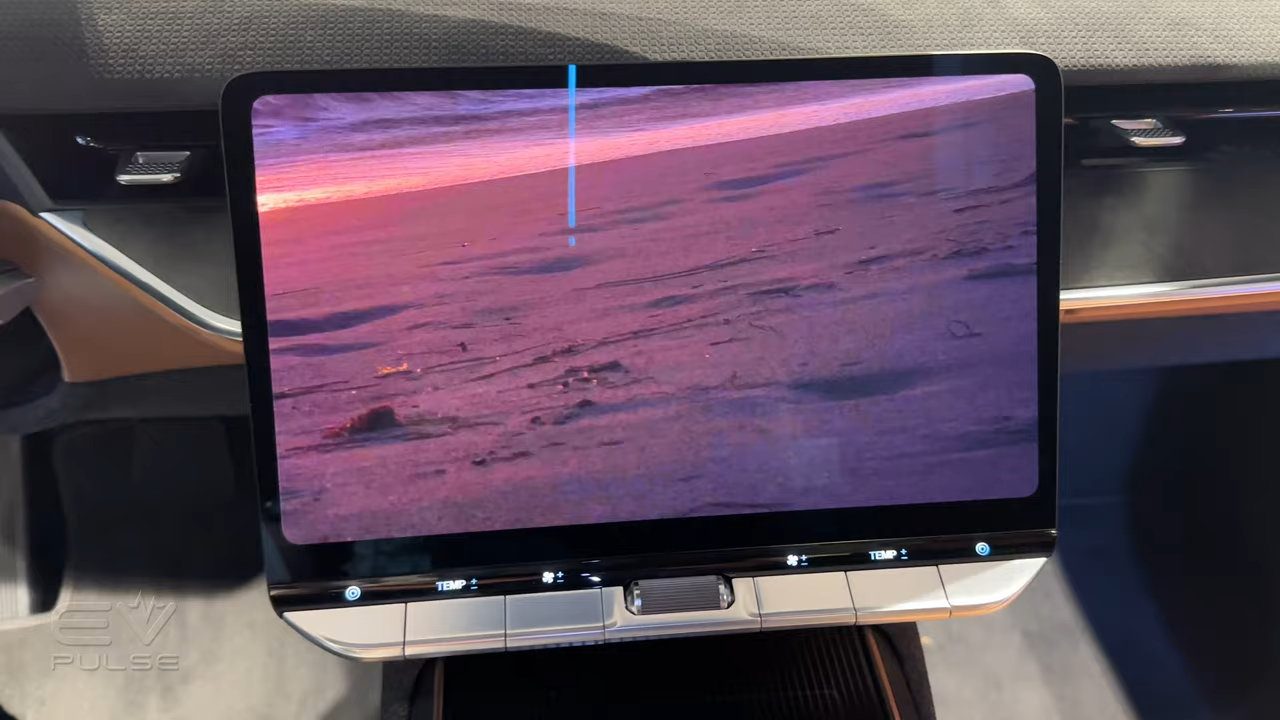 TEMP +-
+-
+-
TEMP +-
EV
PULSE